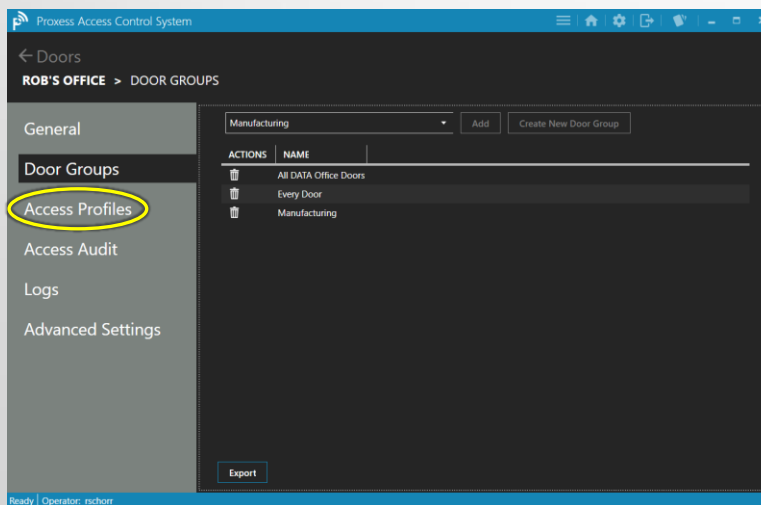 Proxess Access Control System
Doors
ROB'S OFFICE > DOOR GROUPS
General
Door Groups
Access Profiles
Access Audit
Logs
Advanced Settings
Manufacturing Add Create New Door Group
ACTIONS NAME
All DATA Office Doors
Every Door
Manufacturing
Export
Ready Operator: rschorr